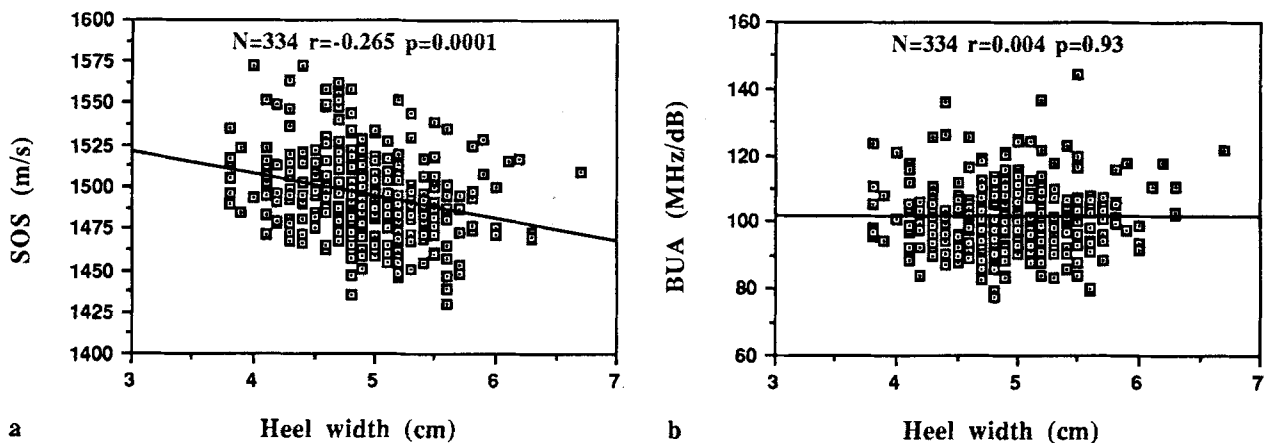 N=334 r=-0.265 p=0.0001
SOS (m/s)
1600
1575
1550
1525
1500
1475
1450
1425
1400
3 4 5 6 7
a Heel width (cm)
N=334 r=0.004 p=0.93
BUA (MHz/dB)
160
140
120
100
80
60
3 4 5 6 7
b Heel width (cm)